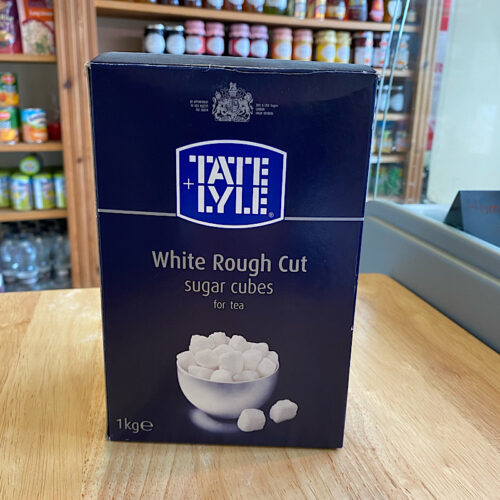 TATE
+LYLE®
White Rough Cut
sugar cubes
for tea
1kg℮